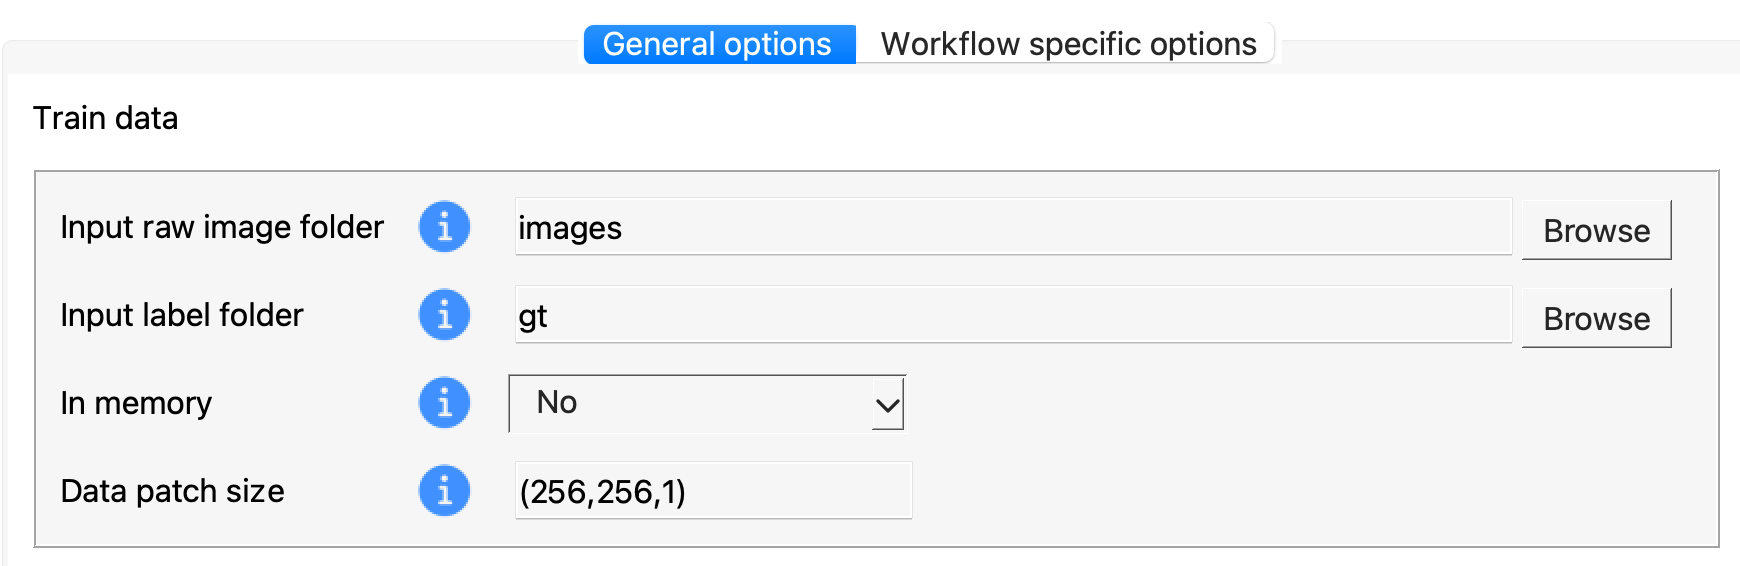 General options Workflow specific options
Train data
Input raw image folder i images Browse
Input label folder i gt Browse
In memory i No
Data patch size i (256,256,1)